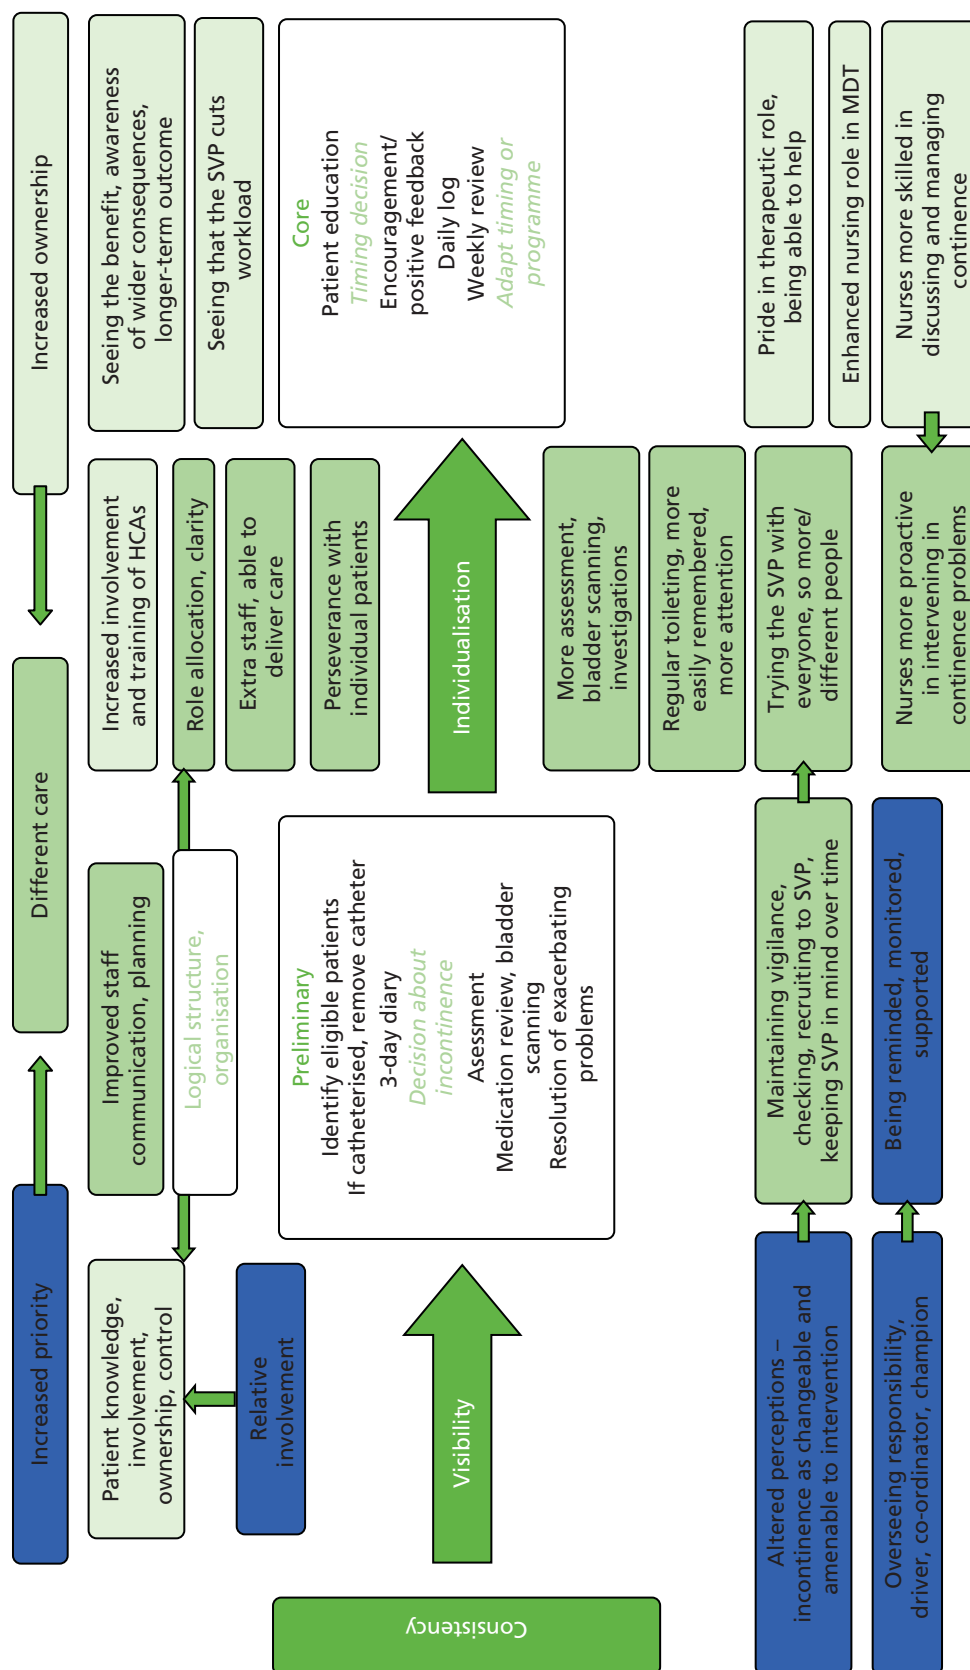 Increased priority
Different care
Increased ownership
Patient knowledge,
involvement,
ownership, control
Relative
involvement
Improved staff
communication, planning
Logical structure,
organisation
Increased involvement
and training of HCAs
Role allocation, clarity
Extra staff, able to
deliver care
Perseverance with
individual patients
Seeing the benefit, awareness
of wider consequences,
longer-term outcome
Seeing that the SVP cuts
workload
Consistency
Visibility
Preliminary
Identify eligible patients
If catheterised, remove catheter
3-day diary
Decision about
incontinence
Asessment
Medication review, bladder
scanning
Resolution of exacerbating
problems
Individualisation
Core
Patient education
Timing decision
Encouragement/
positive feedback
Daily log
Weekly review
Adapt timing or
programme
More assessment,
bladder scanning,
investigations
Regular toileting, more
easily remembered,
more attention
Altered perceptions –
incontinence as changeable and
amenable to intervention
Maintaining vigilance,
checking, recruiting to SVP,
keeping SVP in mind over time
Trying the SVP with
everyone, so more/
different people
Pride in therapeutic role,
being able to help
Enhanced nursing role in MDT
Overseeing responsibility,
driver, co-ordinator, champion
Being reminded, monitored,
supported
Nurses more proactive
in intervening in
continence problems
Nurses more skilled in
discussing and managing
continence